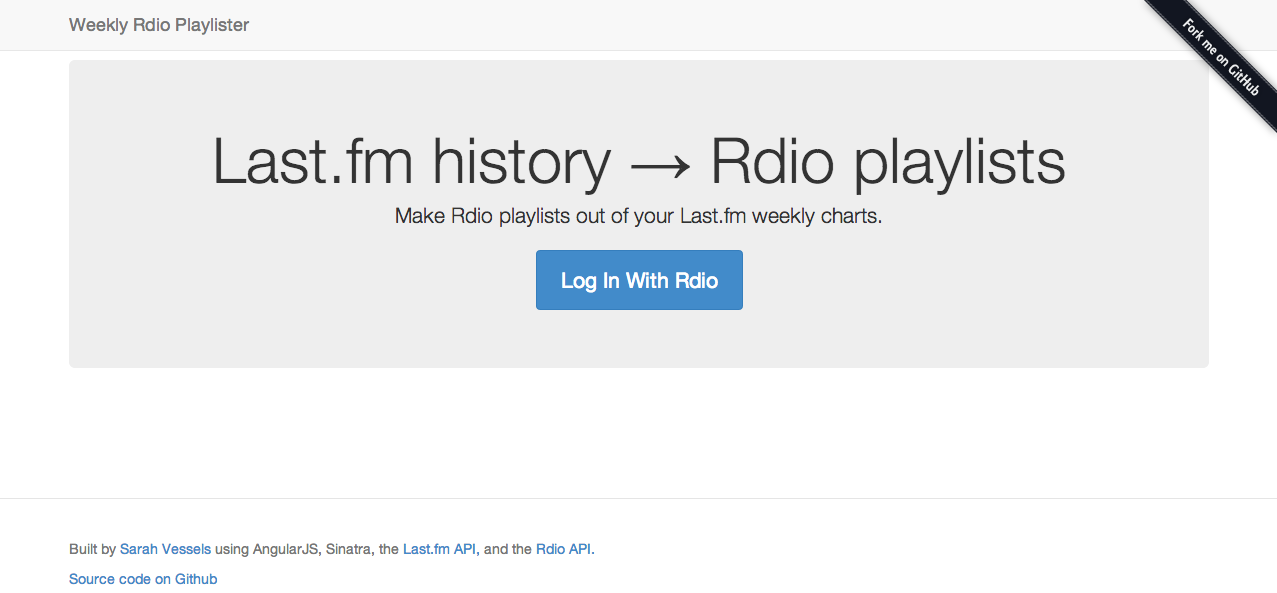 Weekly Rdio Playlister
Fork me on GitHub
Last.fm history → Rdio playlists
Make Rdio playlists out of your Last.fm weekly charts.
Log In With Rdio
Built by Sarah Vessels using AngularJS, Sinatra, the Last.fm API, and the Rdio API.
Source code on Github